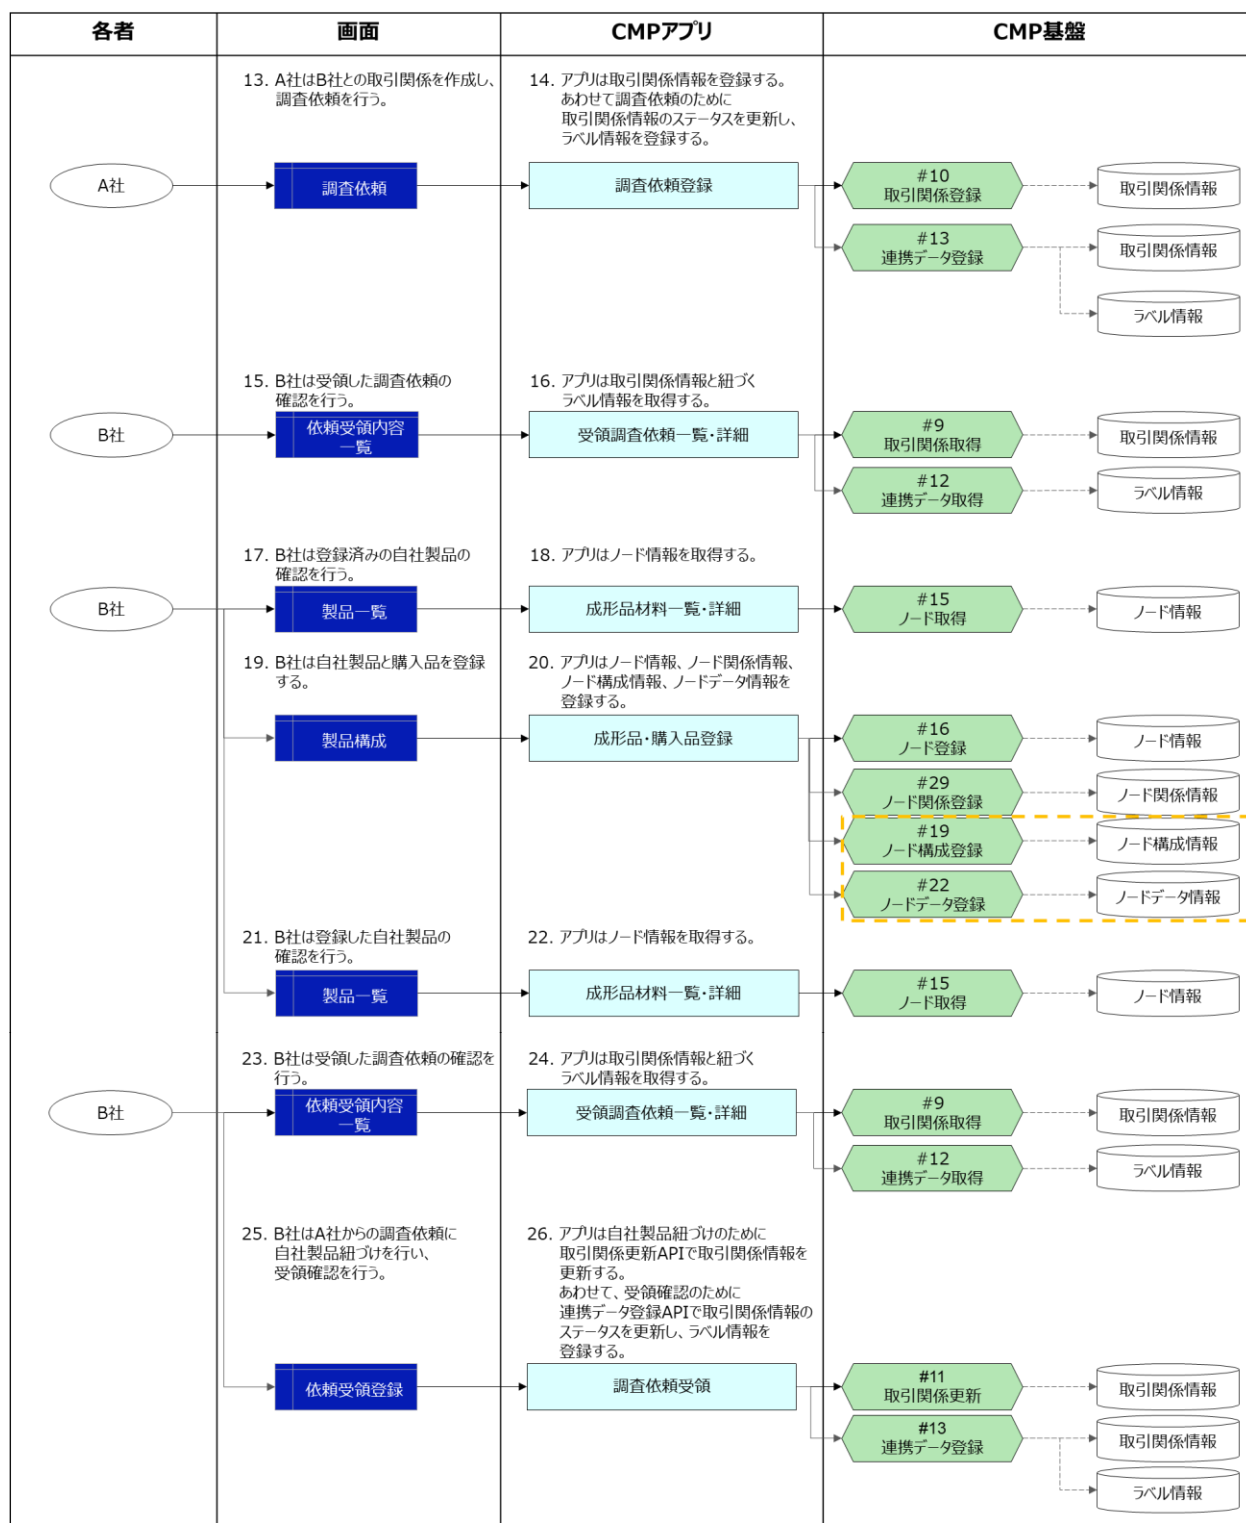 各者
画面
CMPアプリ
CMP基盤
13. A社はB社との取引関係を作成し、
調査依頼を行う。
14. アプリは取引関係情報を登録する。
あわせて調査依頼のために
取引関係情報のステータスを更新し、
ラベル情報を登録する。
A社
調査依頼
調査依頼登録
#10
取引関係登録
取引関係情報
#13
連携データ登録
取引関係情報
ラベル情報
15. B社は受領した調査依頼の
確認を行う。
16. アプリは取引関係情報と紐づく
ラベル情報を取得する。
B社
依頼受領内容
一覧
受領調査依頼一覧・詳細
#9
取引関係取得
取引関係情報
#12
連携データ取得
ラベル情報
17. B社は登録済みの自社製品の
確認を行う。
18. アプリはノード情報を取得する。
B社
製品一覧
成形品材料一覧・詳細
#15
ノード取得
ノード情報
19. B社は自社製品と購入品を登録
する。
20. アプリはノード情報、ノード関係情報、
ノード構成情報、ノードデータ情報を
登録する。
製品構成
成形品・購入品登録
#16
ノード登録
ノード情報
#29
ノード関係登録
ノード関係情報
#19
ノード構成登録
ノード構成情報
#22
ノードデータ登録
ノードデータ情報
21. B社は登録した自社製品の
確認を行う。
22. アプリはノード情報を取得する。
製品一覧
成形品材料一覧・詳細
#15
ノード取得
ノード情報
23. B社は受領した調査依頼の確認を
行う。
24. アプリは取引関係情報と紐づく
ラベル情報を取得する。
B社
依頼受領内容
一覧
受領調査依頼一覧・詳細
#9
取引関係取得
取引関係情報
#12
連携データ取得
ラベル情報
25. B社はA社からの調査依頼に
自社製品紐づけを行い、
受領確認を行う。
26. アプリは自社製品紐づけのために
取引関係更新APIで取引関係情報を
更新する。
あわせて、受領確認のために
連携データ登録APIで取引関係情報の
ステータスを更新し、ラベル情報を
登録する。
依頼受領登録
調査依頼受領
#11
取引関係更新
取引関係情報
#13
連携データ登録
取引関係情報
ラベル情報